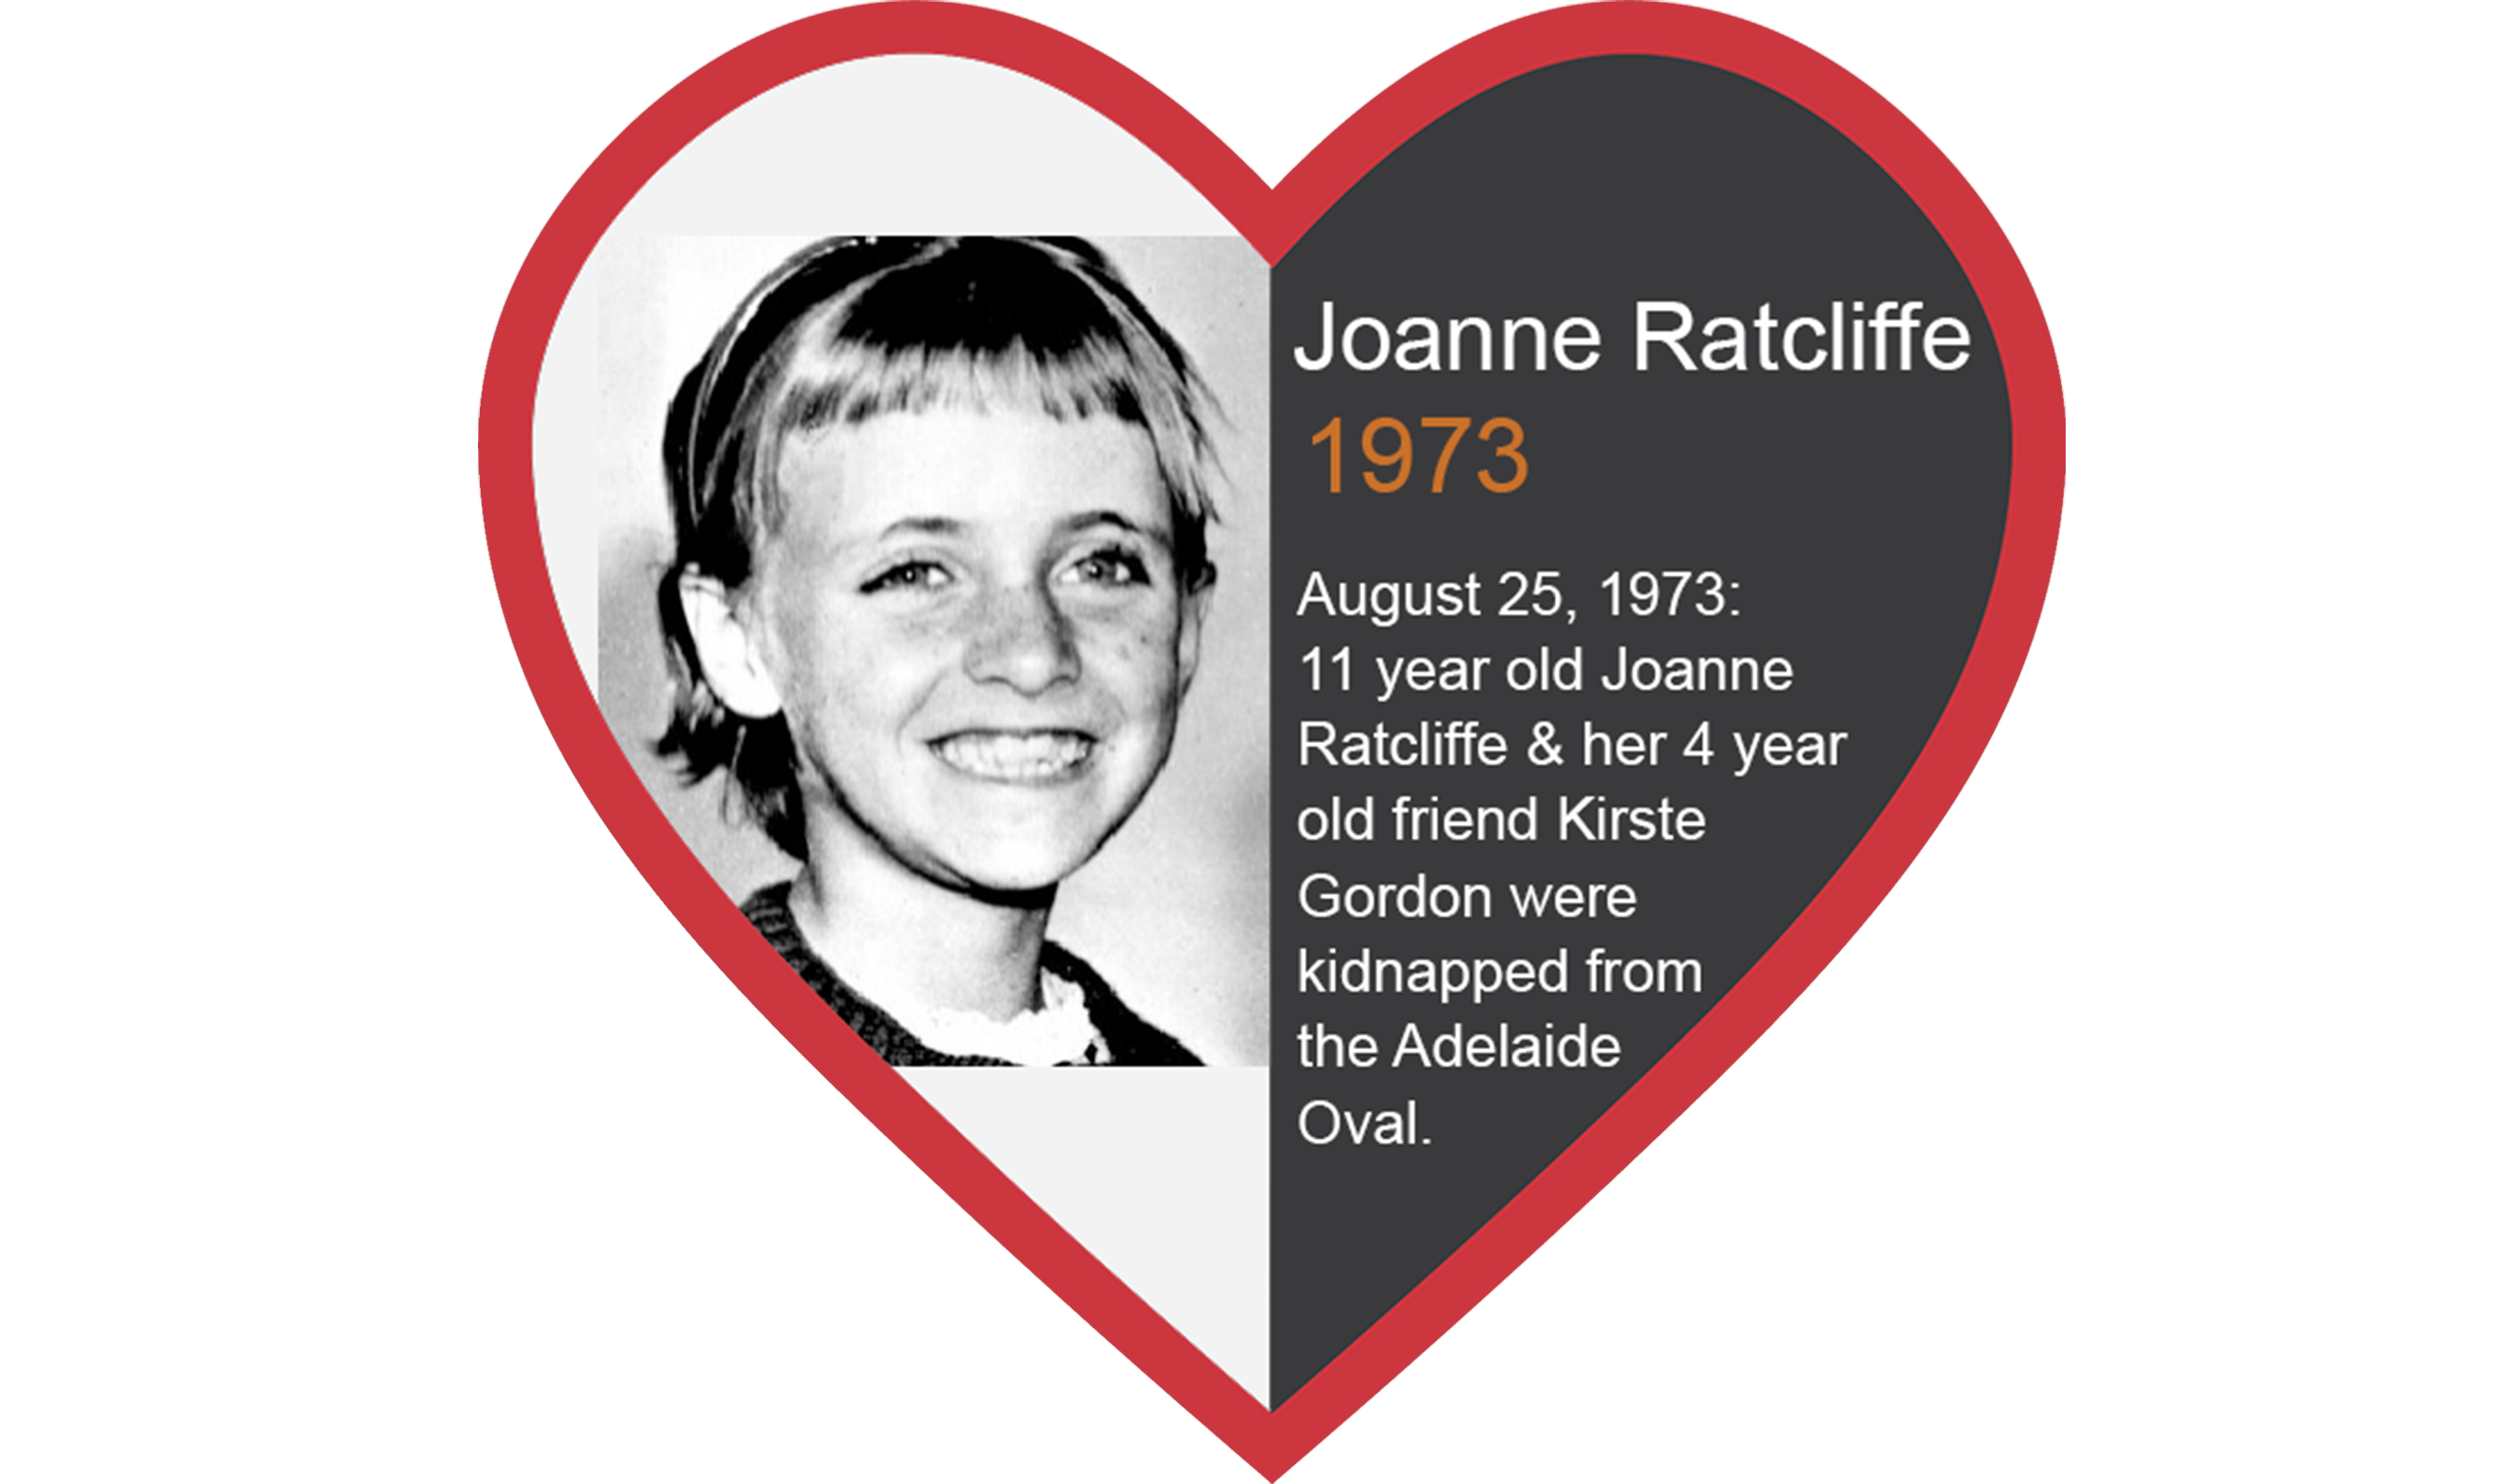 Joanne Ratcliffe
1973
August 25, 1973:
11 year old Joanne
Ratcliffe & her 4 year
old friend Kirste
Gordon were
kidnapped from
the Adelaide
Oval.